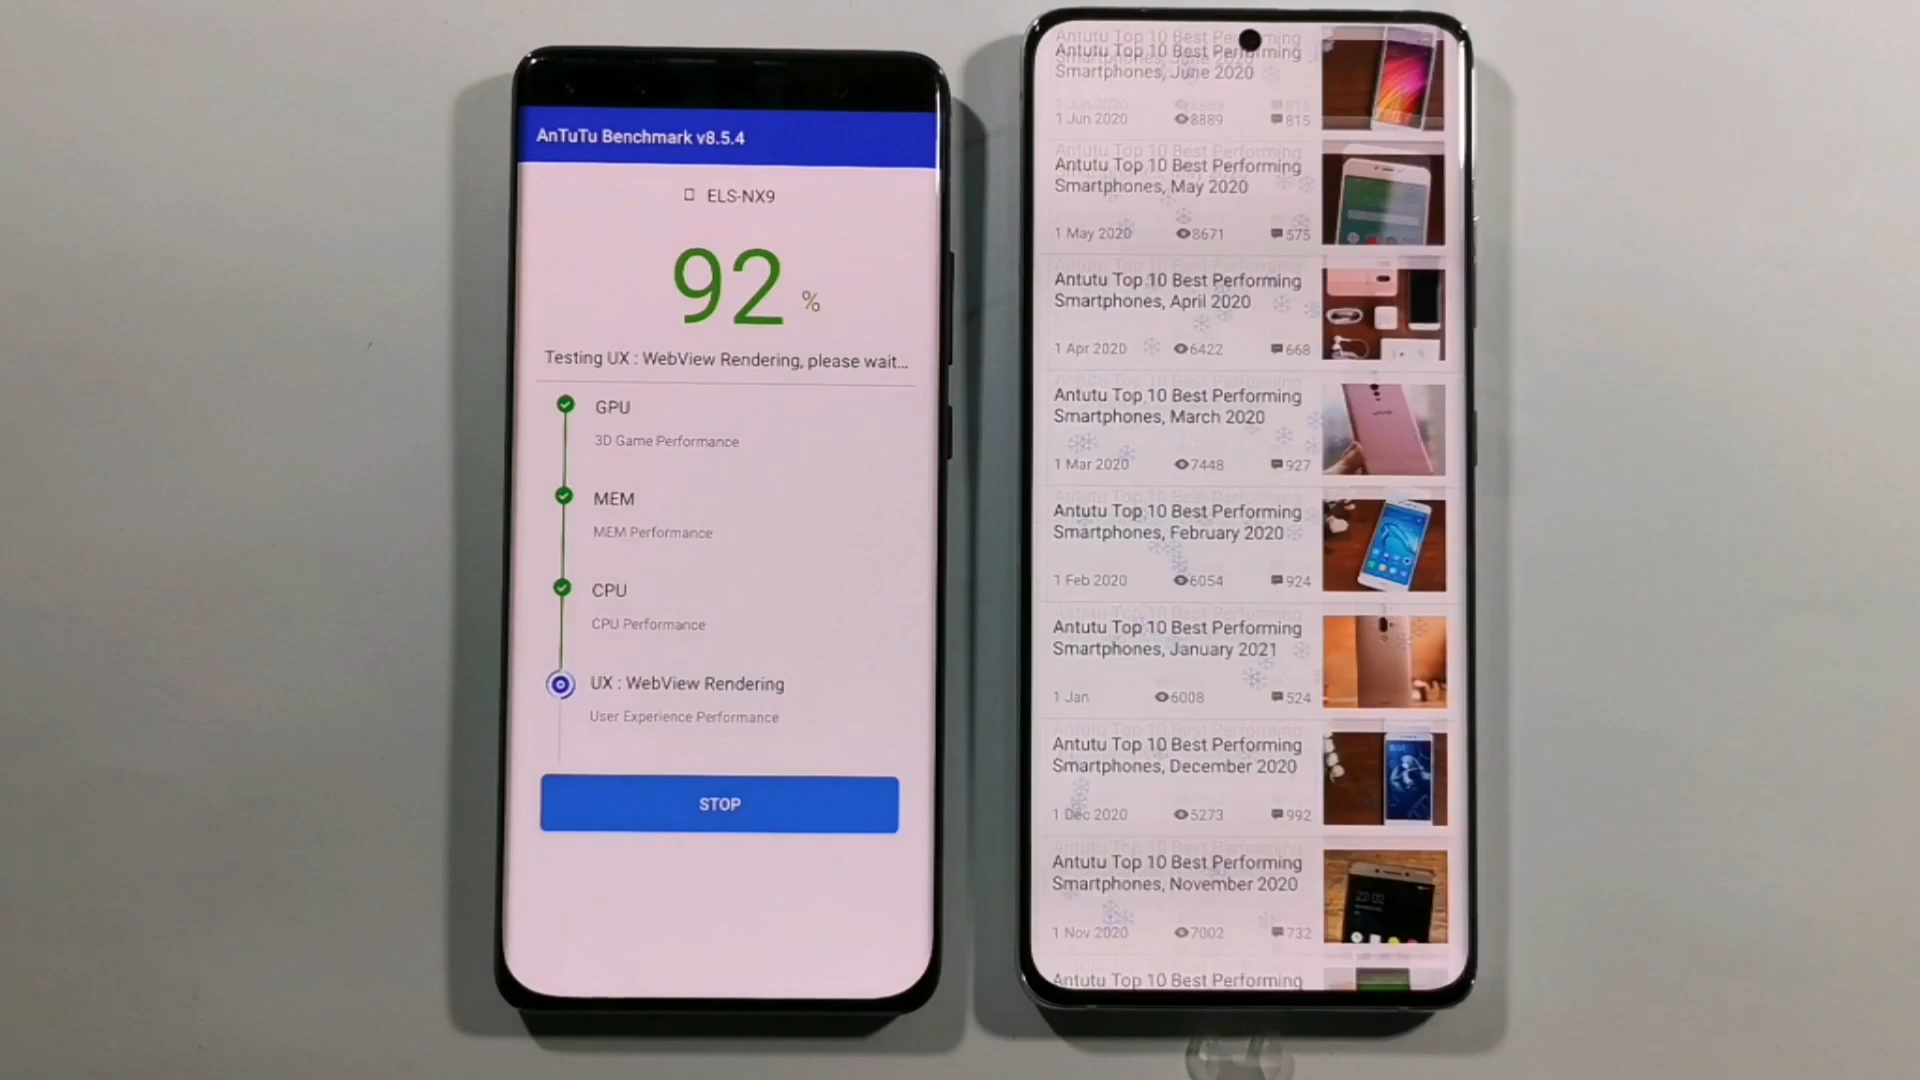 AnTuTu Benchmark v8.5.4
ELS-NX9
92 %
Testing UX : WebView Rendering, please wait...
GPU
3D Game Performance
MEM
MEM Performance
CPU
CPU Performance
UX : WebView Rendering
User Experience Performance
STOP
Antutu Top 10 Best Performing
Smartphones, June 2020
1 Jun 2020 8889 815
Antutu Top 10 Best Performing
Smartphones, May 2020
1 May 2020 8671 575
Antutu Top 10 Best Performing
Smartphones, April 2020
1 Apr 2020 6422 668
Antutu Top 10 Best Performing
Smartphones, March 2020
1 Mar 2020 7448 927
Antutu Top 10 Best Performing
Smartphones, February 2020
1 Feb 2020 6054 924
Antutu Top 10 Best Performing
Smartphones, January 2021
1 Jan 6008 524
Antutu Top 10 Best Performing
Smartphones, December 2020
1 Dec 2020 5273 992
Antutu Top 10 Best Performing
Smartphones, November 2020
22:02
1 Nov 2020 7002 732
Antutu Top 10 Best Performing